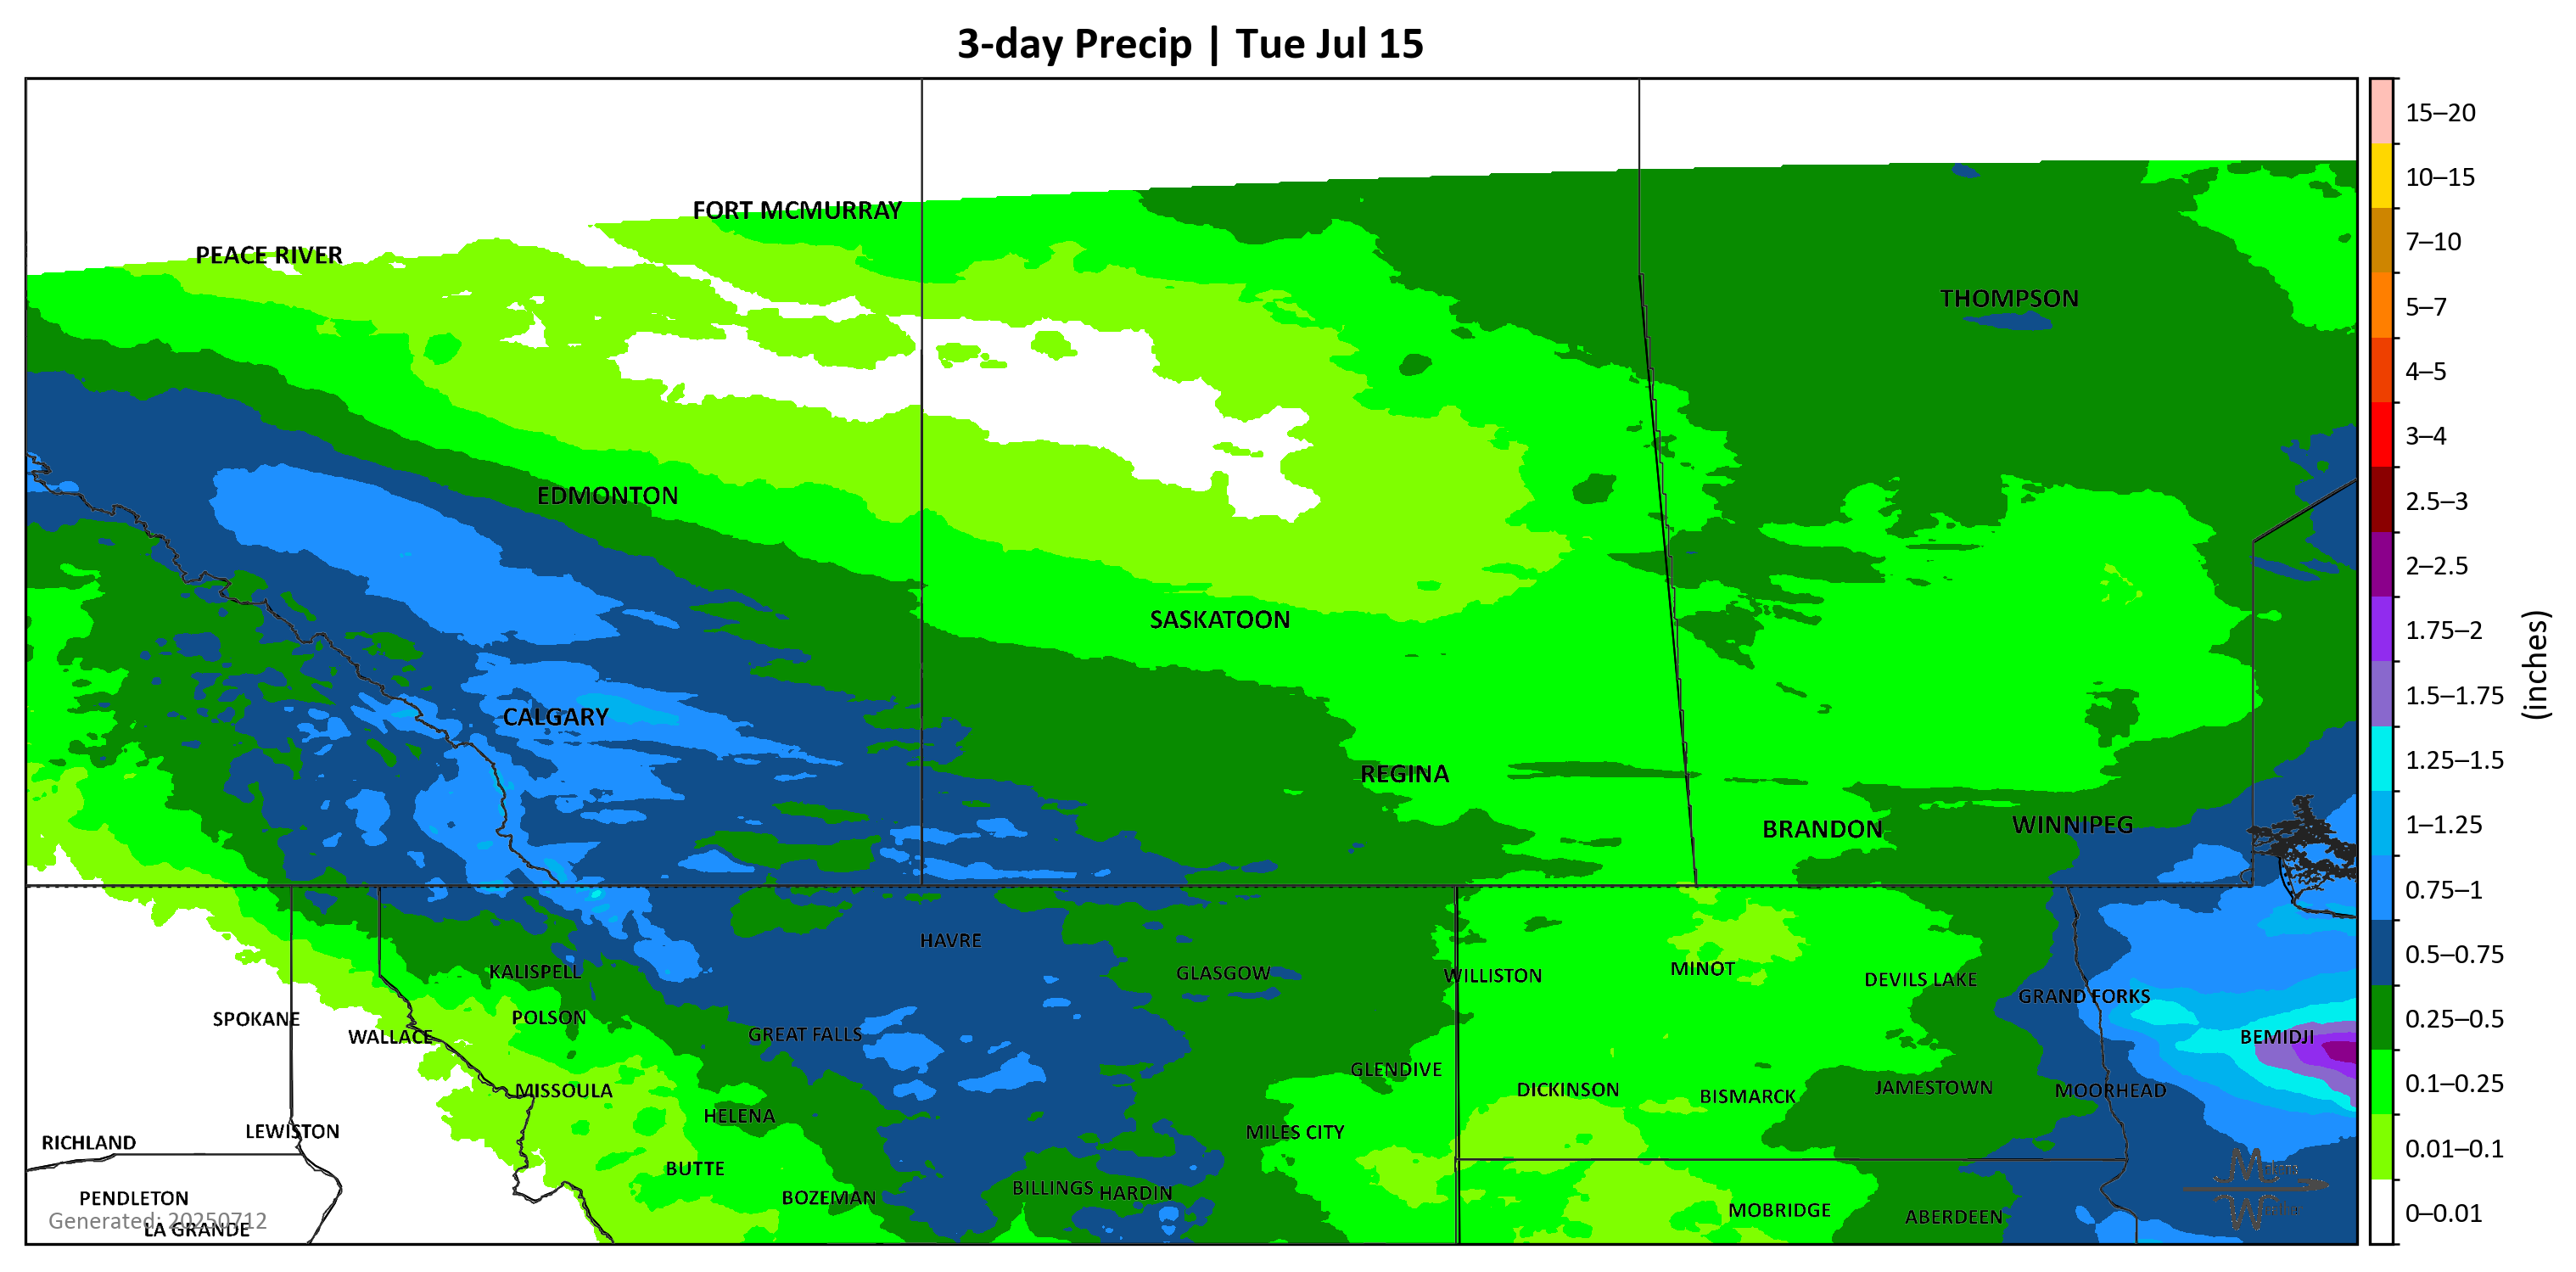 3-day Precip | Tue Jul 15
FORT MCMURRAY
PEACE RIVER
THOMPSON
EDMONTON
SASKATOON
CALGARY
REGINA
BRANDON
WINNIPEG
HAVRE
KALISPELL
GLASGOW
WILLISTON
MINOT
DEVILS LAKE
GRAND FORKS
SPOKANE
POLSON
WALLACE
GREAT FALLS
BEMIDJI
GLENDIVE
MISSOULA
DICKINSON
BISMARCK
JAMESTOWN
MOORHEAD
HELENA
RICHLAND
LEWISTON
MILES CITY
BUTTE
PENDLETON
BOZEMAN
BILLINGS
HARDIN
MOBRIDGE
ABERDEEN
Generated: 20250712
LA GRANDE
15–20
10–15
7–10
5–7
4–5
3–4
2.5–3
2–2.5
1.75–2
1.5–1.75
1.25–1.5
1–1.25
0.75–1
0.5–0.75
0.25–0.5
0.1–0.25
0.01–0.1
0–0.01
(inches)